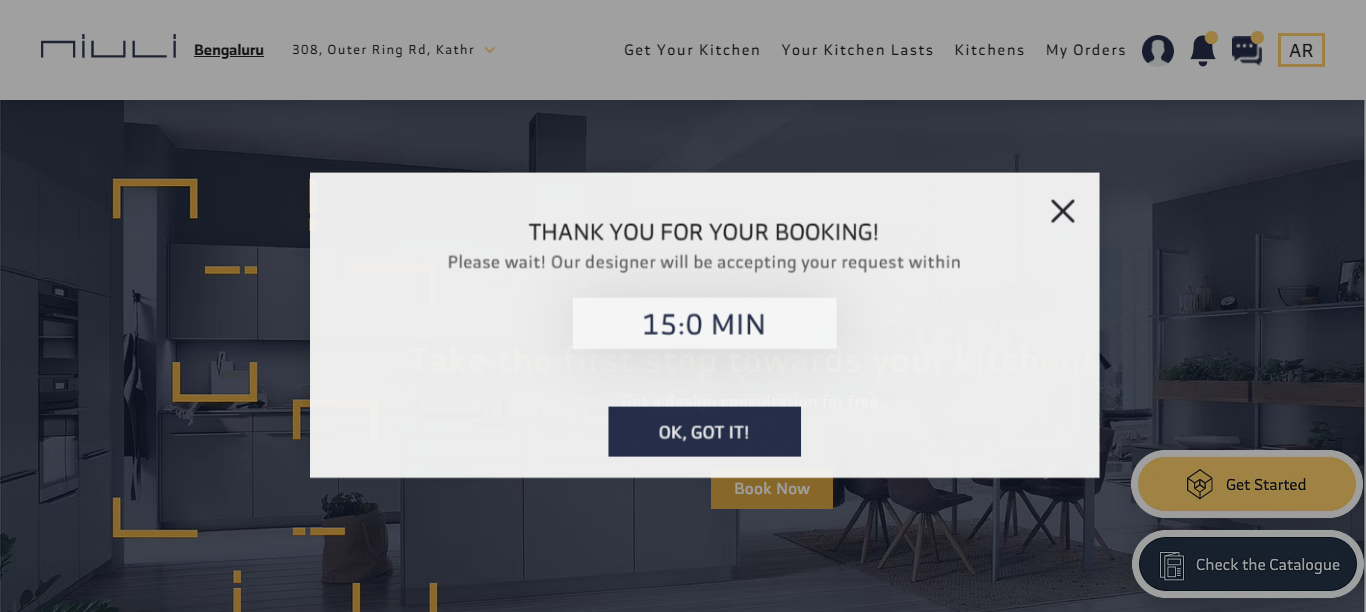 niuli
Bengaluru
308, Outer Ring Rd, Kathr
Get Your Kitchen
Your Kitchen Lasts
Kitchens
My Orders
AR
THANK YOU FOR YOUR BOOKING!
Please wait! Our designer will be accepting your request within
15:0 MIN
Take the first step towards your kitchen!
Get a design consultation for free.
OK, GOT IT!
Book Now
Get Started
Check the Catalogue